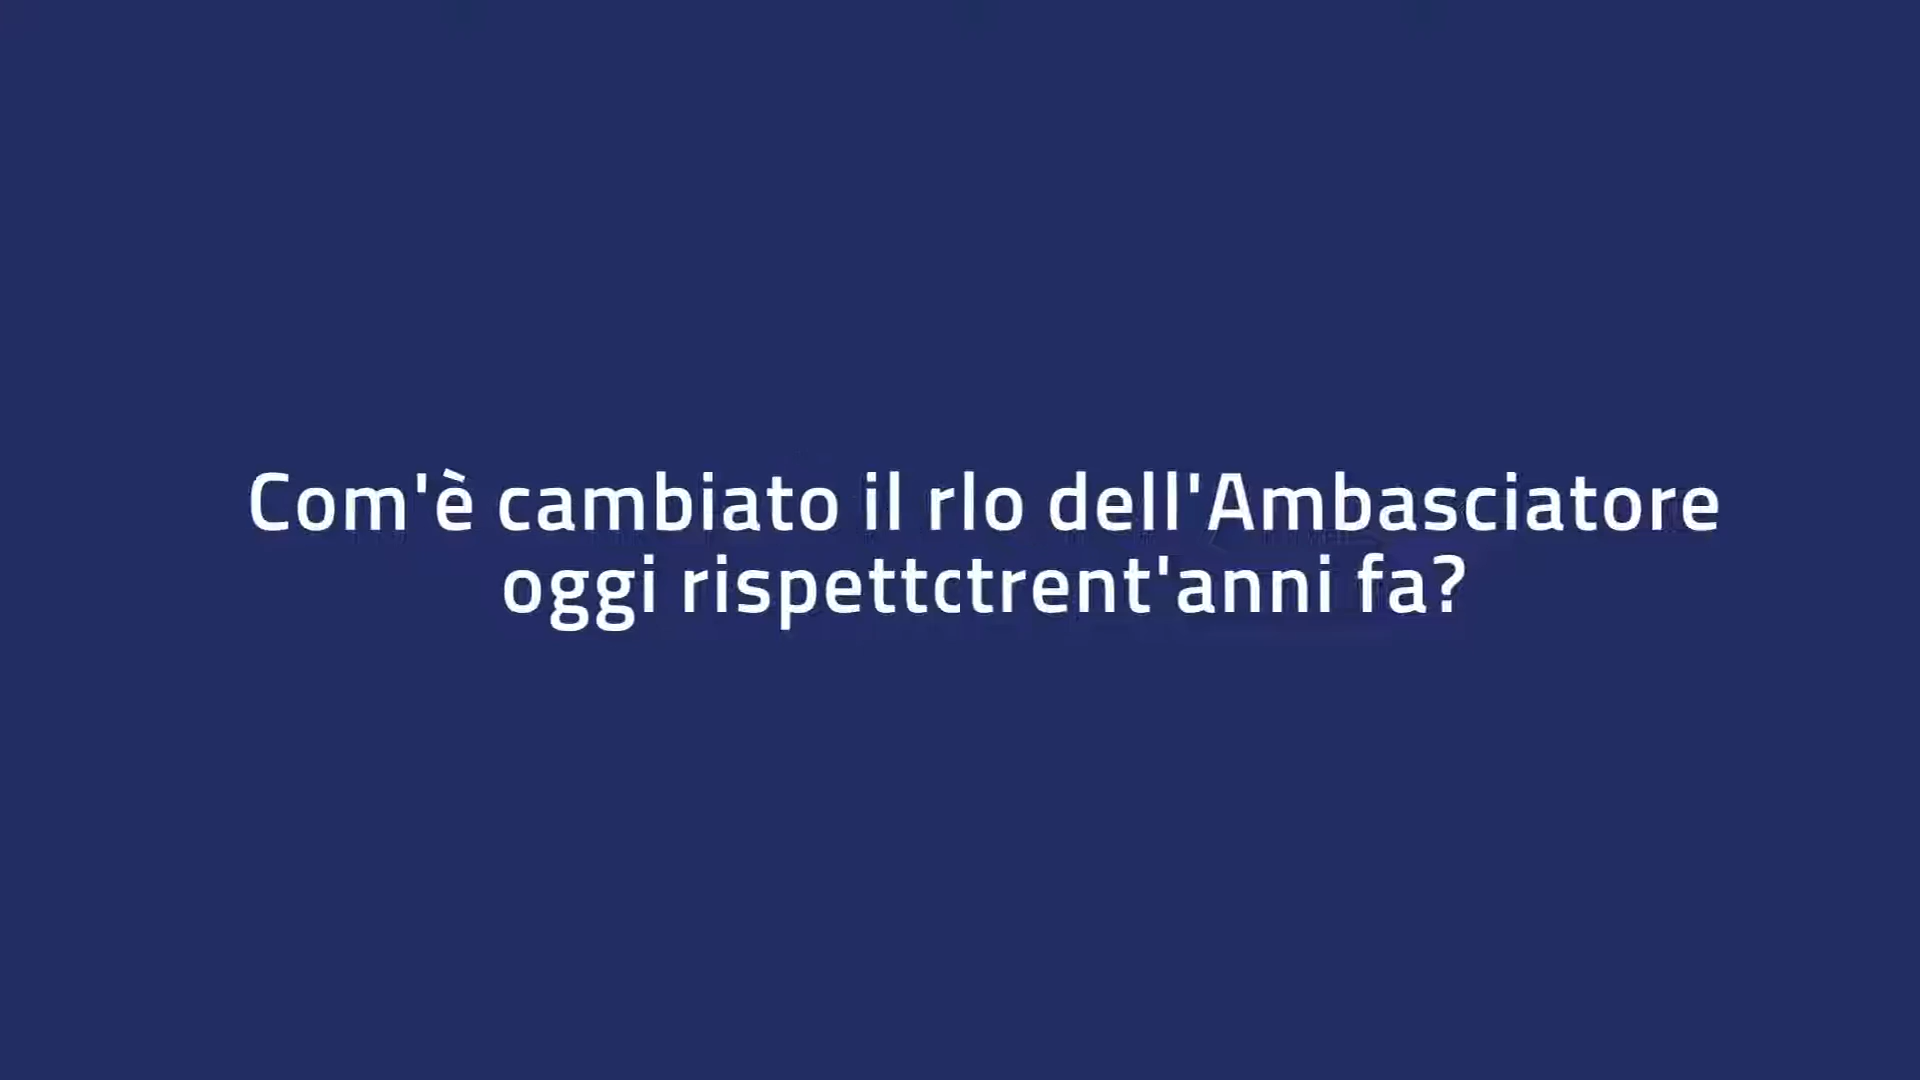 Com'è cambiato il rlo dell'Ambasciatore
oggi rispettctrent'anni fa?